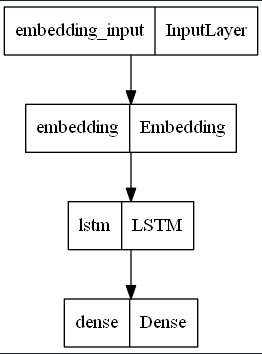 embedding_input InputLayer
embedding Embedding
lstm LSTM
dense Dense